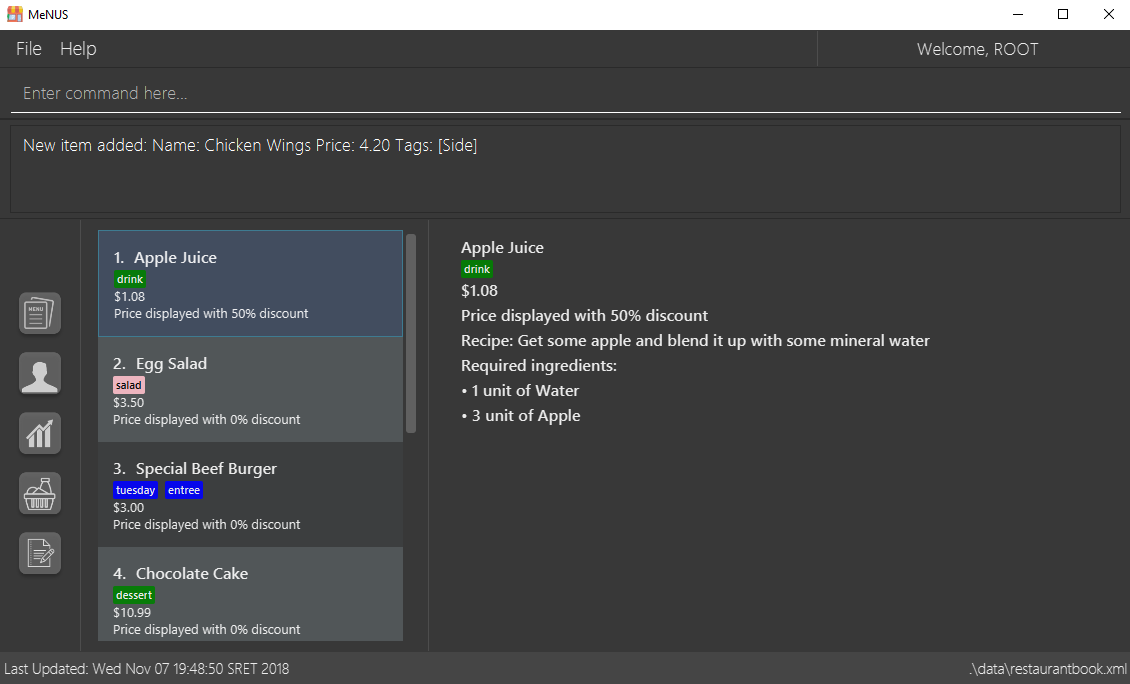 MeNUS
File Help Welcome, ROOT
Enter command here...
New item added: Name: Chicken Wings Price: 4.20 Tags: [Side]
1. Apple Juice
drink
$1.08
Price displayed with 50% discount
2. Egg Salad
salad
$3.50
Price displayed with 0% discount
3. Special Beef Burger
tuesday entree
$3.00
Price displayed with 0% discount
4. Chocolate Cake
dessert
$10.99
Price displayed with 0% discount
Apple Juice
drink
$1.08
Price displayed with 50% discount
Recipe: Get some apple and blend it up with some mineral water
Required ingredients:
• 1 unit of Water
• 3 unit of Apple
MENU
Last Updated: Wed Nov 07 19:48:50 SRET 2018
.\data\restaurantbook.xml